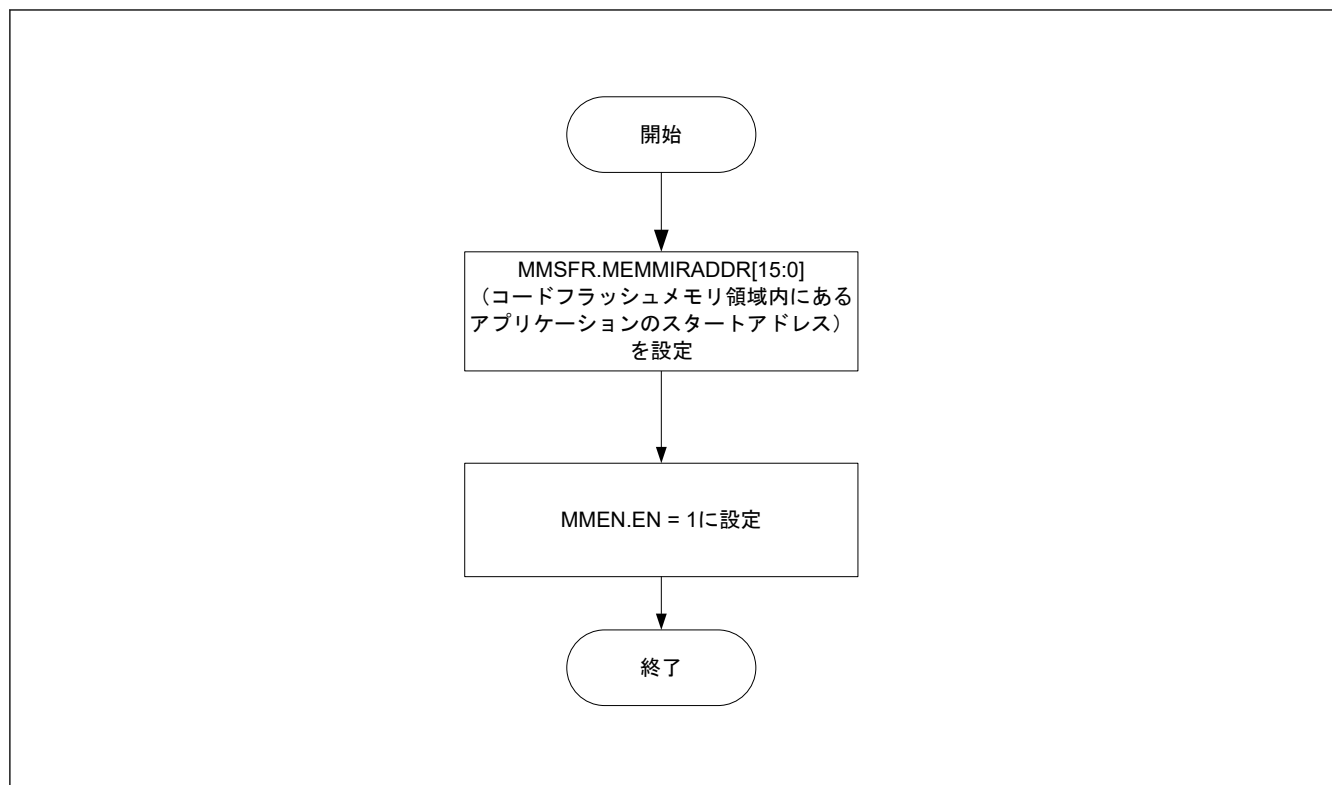 開始
MMSFR.MEMMIRADDR[15:0]
（コードフラッシュメモリ領域内にある
アプリケーションのスタートアドレス）
を設定
MMEN.EN = 1に設定
終了